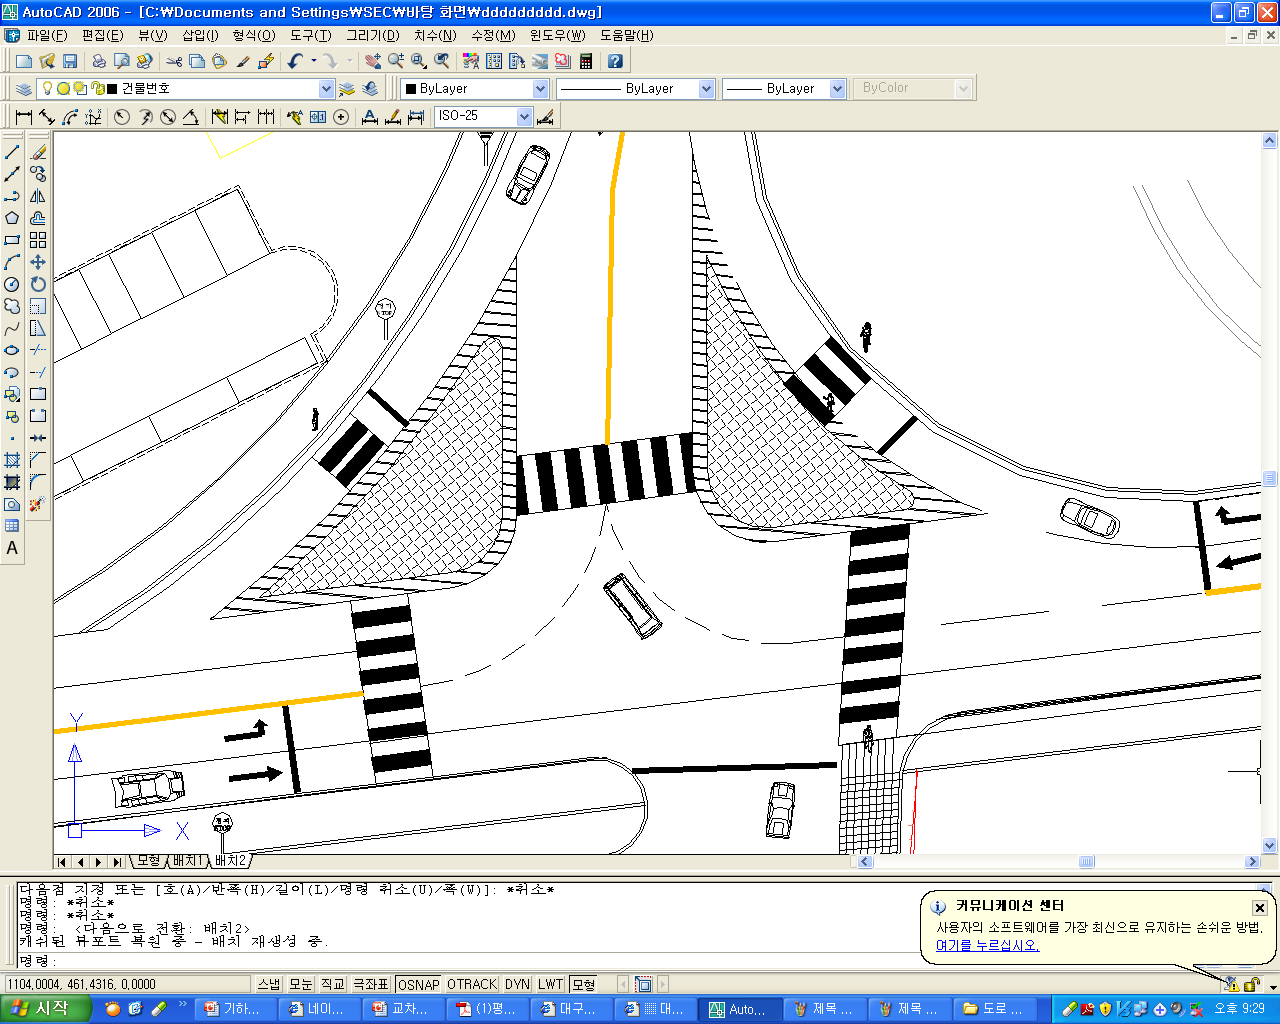 AutoCAD 2006 - [C:₩Documents and Settings₩SEC₩바탕 화면₩ddddddddd.dwg]
파일(F) 편집(E) 뷰(V) 삽입(I) 형식(O) 도구(T) 그리기(D) 치수(N) 수정(M) 윈도우(W) 도움말(H)
건물번호 ByLayer ByLayer ByLayer ByColor
ISO-25
Y
X
모형 배치1 배치2
다음점 지정 또는 [호(A)/반폭(H)/길이(L)/명령 취소(U)/폭(W)]: *취소*
명령: *취소*
명령: *취소*
명령: <다음으로 전환: 배치2>
캐쉬된 뷰포트 복원 중 - 배치 재생성 중.
명령:
커뮤니케이션 센터
사용자의 소프트웨어를 가장 최신으로 유지하는 손쉬운 방법.
여기를 누르십시오.
1104,0004, 461,4316, 0,0000 스냅 모눈 직교 극좌표 OSNAP OTRACK DYN LWT 모형
시작 기하... 네이... 교차... (1)평... 대구... 대... Auto... 제목 ... 제목 ... 도로 ... 오후 9:29